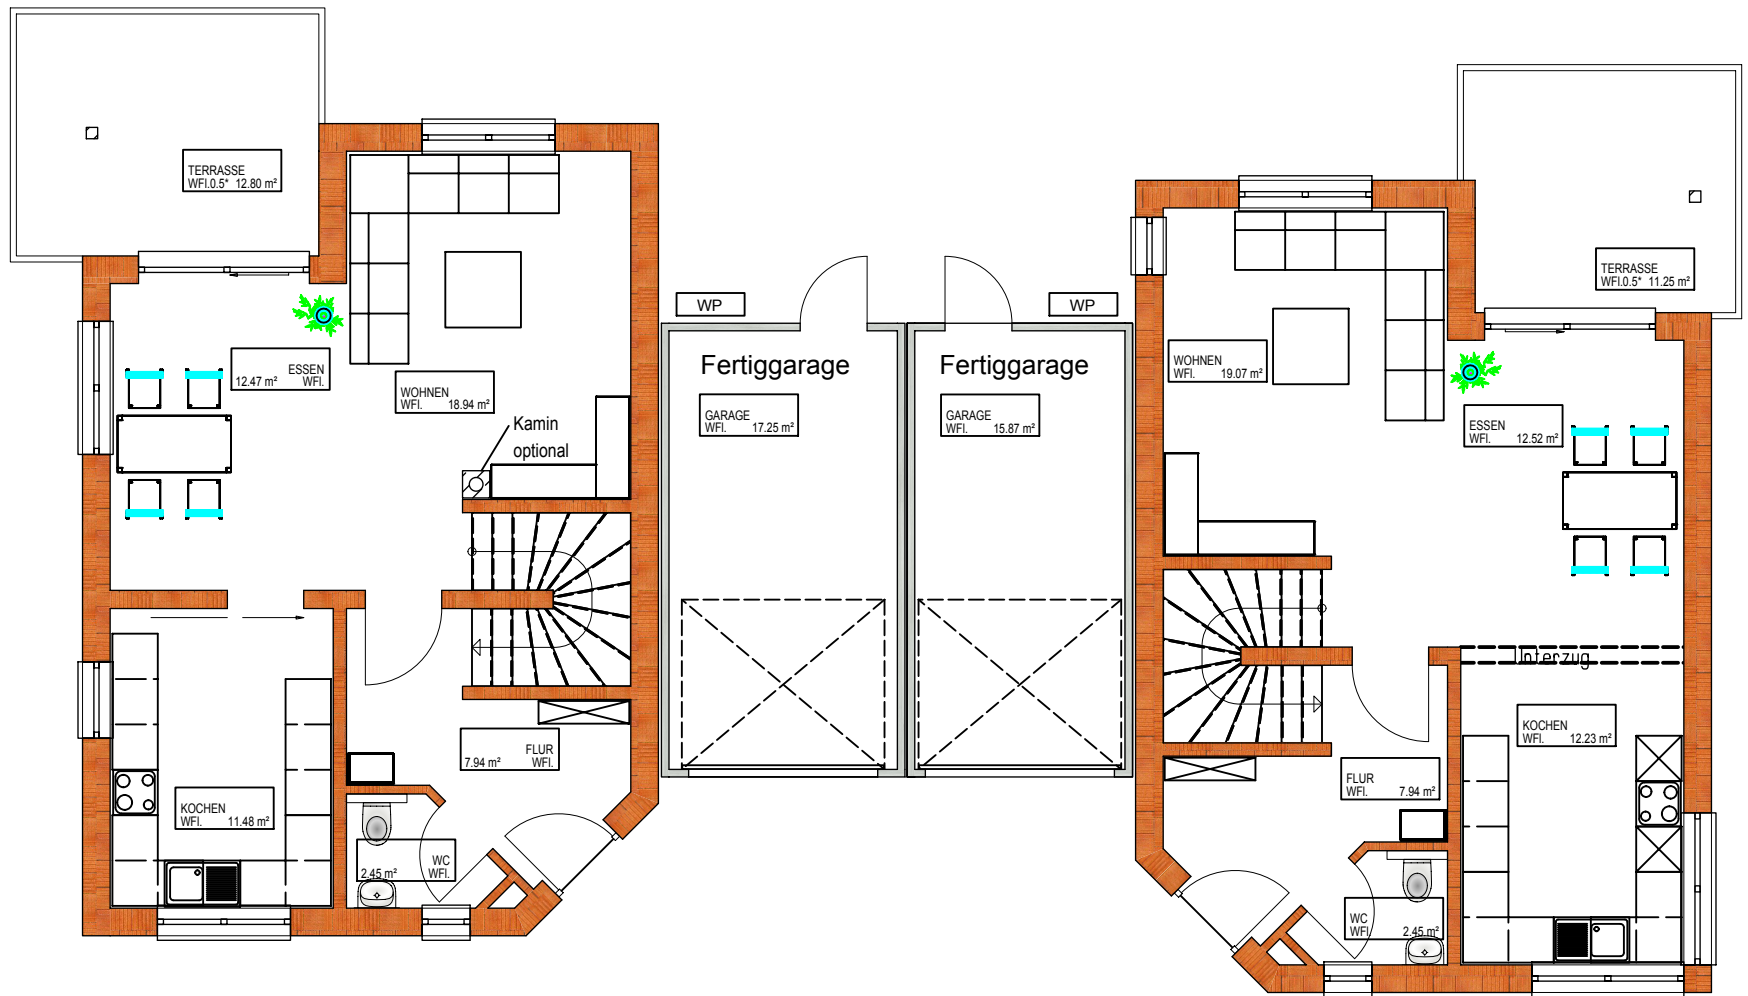 TERRASSE
WFl.0.5* 12.80 m²
ESSEN
12.47 m² WFl.
WOHNEN
WFl. 18.94 m²
Kamin
optional
KOCHEN
WFl. 11.48 m²
FLUR
7.94 m² WFl.
WC
2.45 m² WFl.
WP
Fertiggarage
GARAGE
WFl. 17.25 m²
WP
Fertiggarage
GARAGE
WFl. 15.87 m²
TERRASSE
WFl.0.5* 11.25 m²
WOHNEN
WFl. 19.07 m²
ESSEN
WFl. 12.52 m²
Unterzug
KOCHEN
WFl. 12.23 m²
FLUR
WFl. 7.94 m²
WC
WFl. 2.45 m²